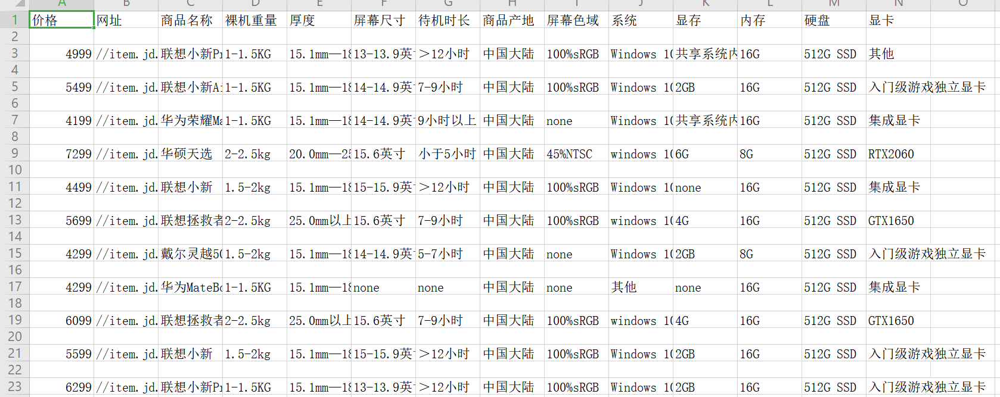 A B C D E F G H I J K L M N O
1 价格 网址 商品名称 裸机重量 厚度 屏幕尺寸 待机时长 商品产地 屏幕色域 系统 显存 内存 硬盘 显卡
2
3 4999 //item.jd. 联想小新Pr 1-1.5KG 15.1mm—18 13-13.9英 >12小时 中国大陆 100%sRGB Windows 10 共享系统内 16G 512G SSD 其他
4
5 5499 //item.jd. 联想小新Ai 1-1.5KG 15.1mm—18 14-14.9英 7-9小时 中国大陆 100%sRGB Windows 10 2GB 16G 512G SSD 入门级游戏独立显卡
6
7 4199 //item.jd. 华为荣耀Ma 1-1.5KG 15.1mm—18 14-14.9英 9小时以上 中国大陆 none Windows 10 共享系统内 16G 512G SSD 集成显卡
8
9 7299 //item.jd. 华硕天选 2-2.5kg 20.0mm—25 15.6英寸 小于5小时 中国大陆 45%NTSC windows 10 6G 8G 512G SSD RTX2060
10
11 4499 //item.jd. 联想小新 1.5-2kg 15.1mm—18 15-15.9英 >12小时 中国大陆 100%sRGB Windows 10 none 16G 512G SSD 集成显卡
12
13 5699 //item.jd. 联想拯救者 2-2.5kg 25.0mm以上 15.6英寸 7-9小时 中国大陆 100%sRGB windows 10 4G 16G 512G SSD GTX1650
14
15 4299 //item.jd. 戴尔灵越50 1.5-2kg 15.1mm—18 14-14.9英 5-7小时 中国大陆 none Windows 10 2GB 8G 512G SSD 入门级游戏独立显卡
16
17 4299 //item.jd. 华为MateBo 1-1.5KG 15.1mm—18 none none 中国大陆 none 其他 none 16G 512G SSD 集成显卡
18
19 6099 //item.jd. 联想拯救者 2-2.5kg 25.0mm以上 15.6英寸 7-9小时 中国大陆 100%sRGB windows 10 4G 16G 512G SSD GTX1650
20
21 5599 //item.jd. 联想小新 1.5-2kg 15.1mm—18 15-15.9英 >12小时 中国大陆 100%sRGB Windows 10 2GB 16G 512G SSD 入门级游戏独立显卡
22
23 6299 //item.jd. 联想小新Pr 1-1.5KG 15.1mm—18 13-13.9英 >12小时 中国大陆 100%sRGB Windows 10 2GB 16G 512G SSD 入门级游戏独立显卡